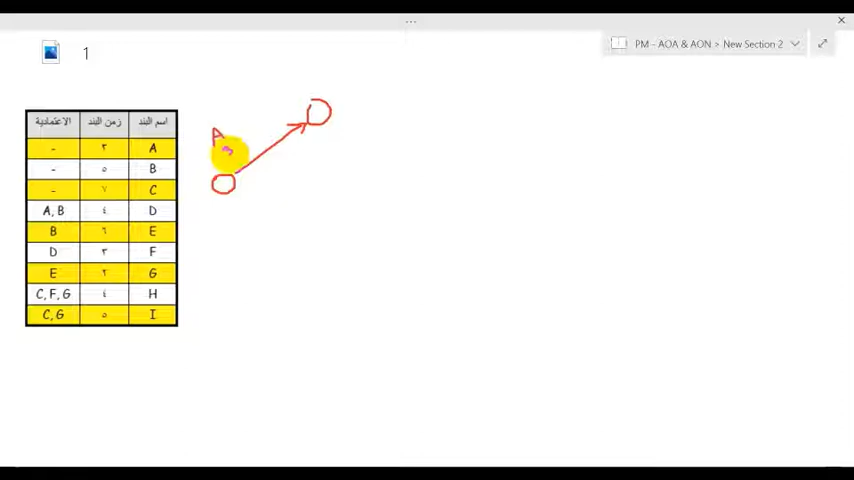 ...
PM - AOA & AON > New Section 2
1
اسم البند زمن البند الاعتمادية
A ٣ -
B ٥ -
C ٧ -
D ٤ A, B
E ٦ B
F ٣ D
G ٢ E
H ٤ C, F, G
I ٥ C, G
A
3